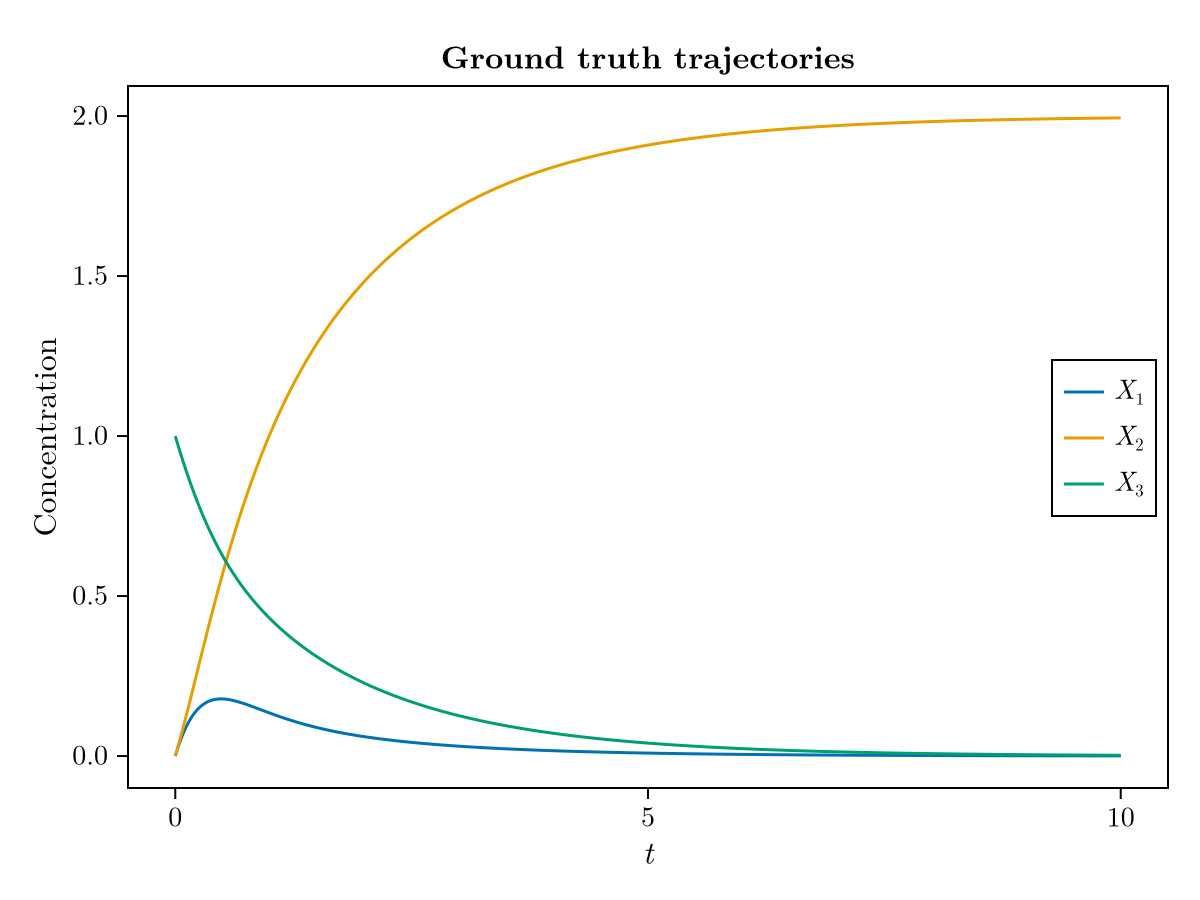 Ground truth trajectories
Concentration
2.0
1.5
1.0
0.5
0.0
X₁
X₂
X₃
0 5 10
t